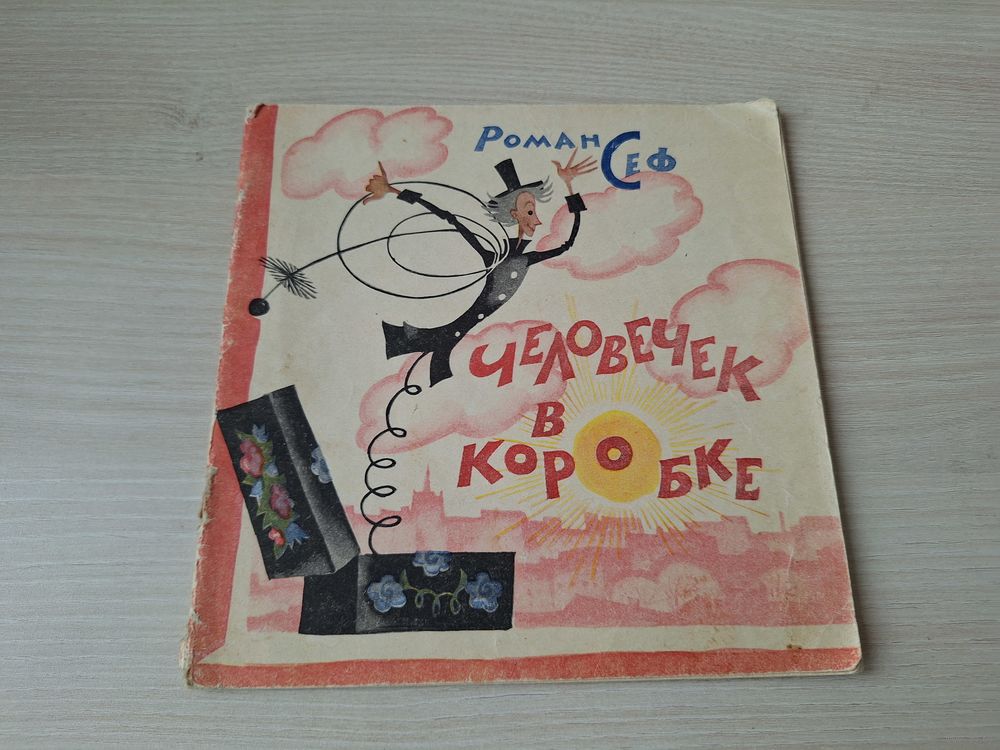 Роман Сеф
Человечек
в
коробке